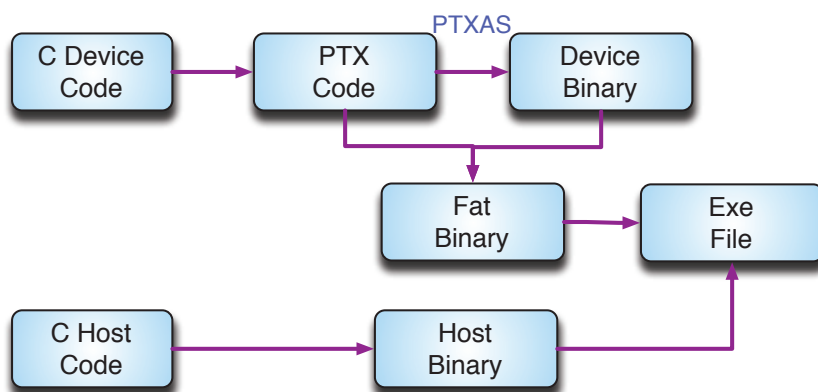 PTXAS
C Device
Code
PTX
Code
Device
Binary
Fat
Binary
Exe
File
C Host
Code
Host
Binary